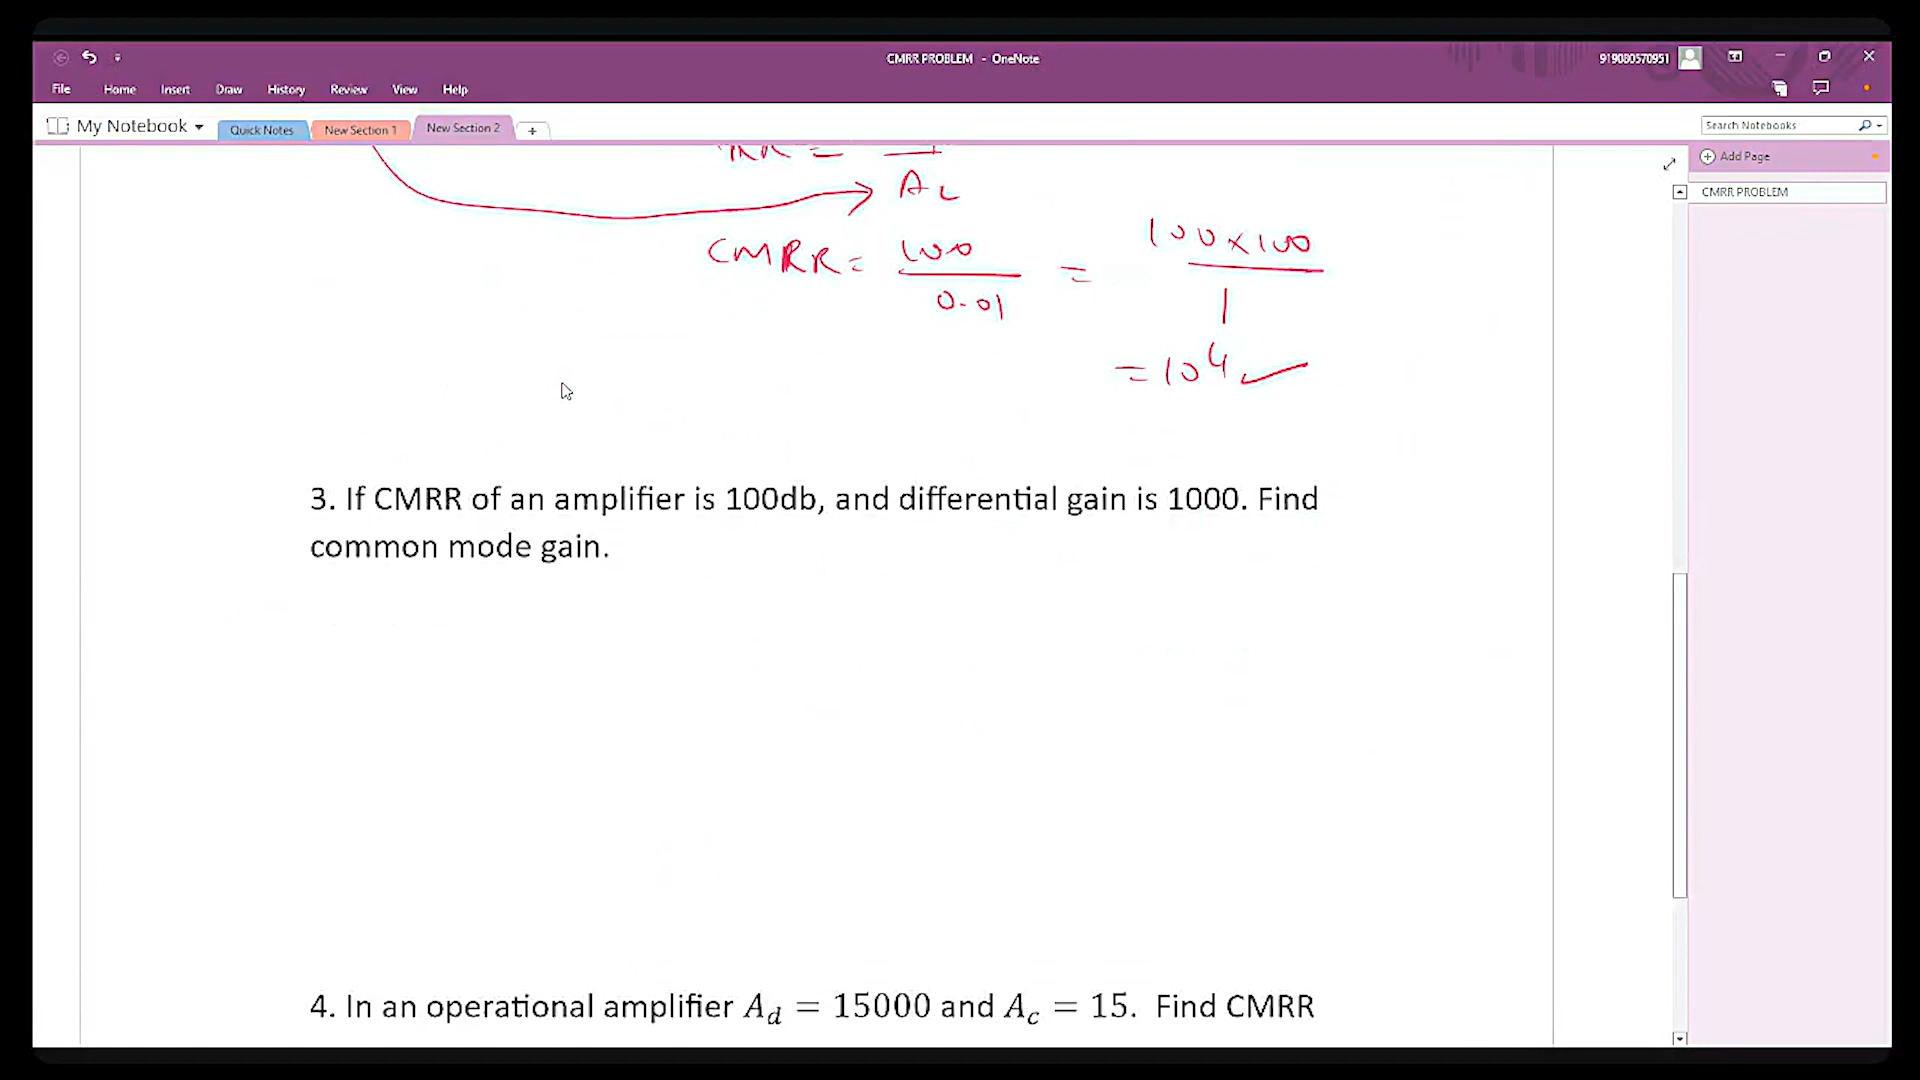 CMRR PROBLEM - OneNote
919080570951
File Home Insert Draw History Review View Help
My Notebook
Quick Notes
New Section 1
New Section 2
+
Search Notebooks
Add Page
CMRR PROBLEM
RR =
Ac
CMRR = 100 / 0.01 = 100 x 100 / 1
= 10^4 ✓
3. If CMRR of an amplifier is 100db, and differential gain is 1000. Find
common mode gain.
4. In an operational amplifier A_d = 15000 and A_c = 15. Find CMRR